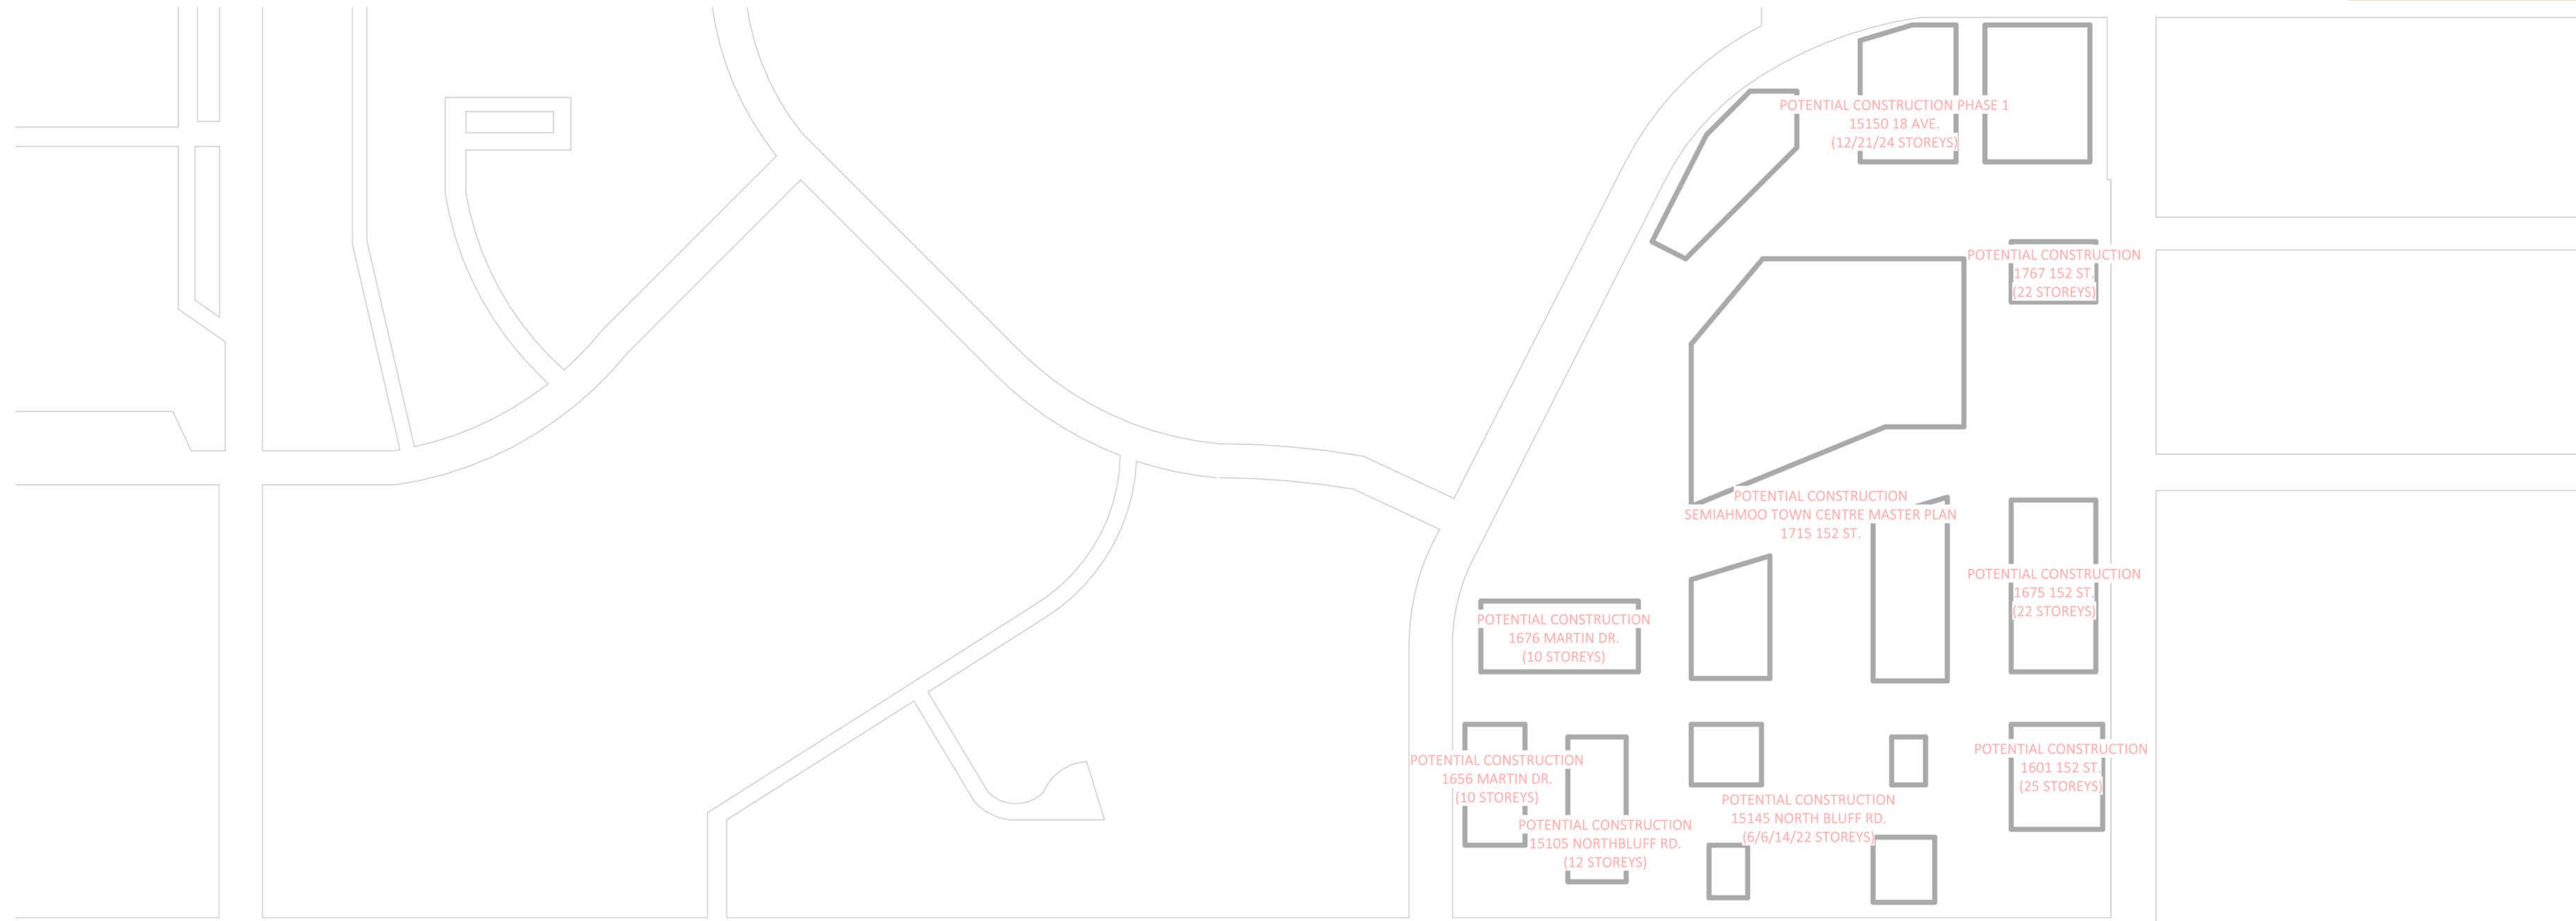 POTENTIAL CONSTRUCTION PHASE 1
15150 18 AVE.
(12/21/24 STOREYS)
POTENTIAL CONSTRUCTION
1767 152 ST.
(22 STOREYS)
POTENTIAL CONSTRUCTION
SEMIAHMOO TOWN CENTRE MASTER PLAN
1715 152 ST.
POTENTIAL CONSTRUCTION
1675 152 ST.
(22 STOREYS)
POTENTIAL CONSTRUCTION
1676 MARTIN DR.
(10 STOREYS)
POTENTIAL CONSTRUCTION
1656 MARTIN DR.
(10 STOREYS)
POTENTIAL CONSTRUCTION
15105 NORTHBLUFF RD.
(12 STOREYS)
POTENTIAL CONSTRUCTION
15145 NORTH BLUFF RD.
(6/6/14/22 STOREYS)
POTENTIAL CONSTRUCTION
1601 152 ST.
(25 STOREYS)